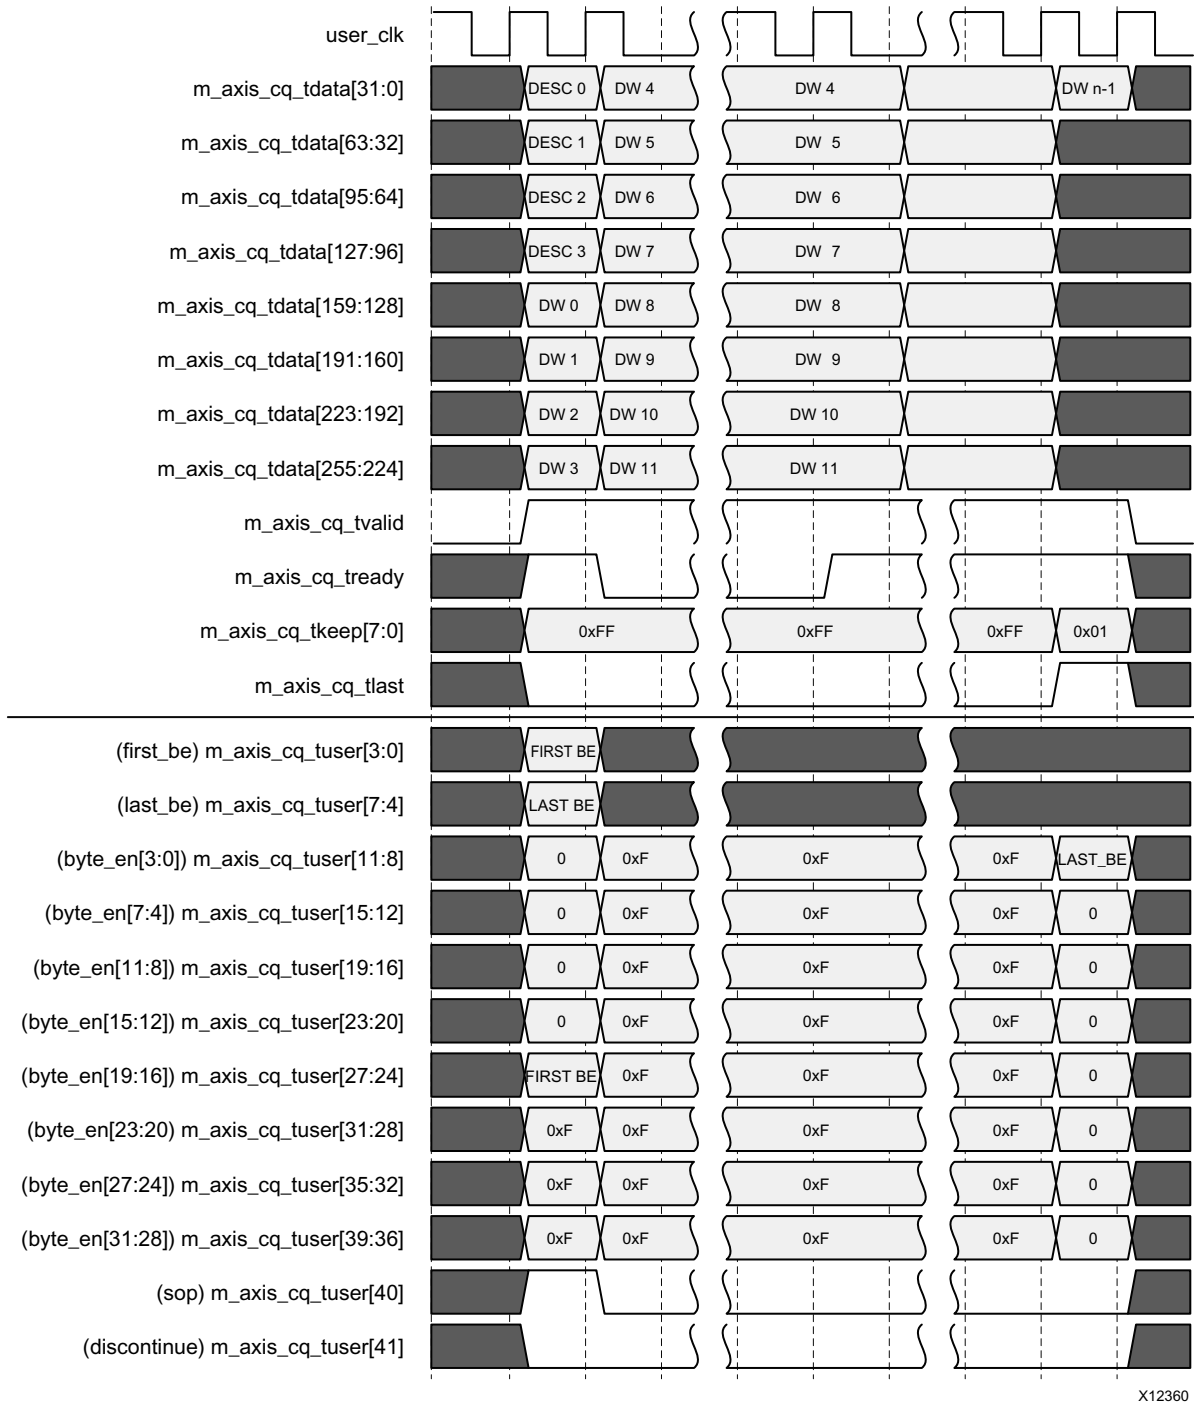 user_clk
m_axis_cq_tdata[31:0] DESC 0 DW 4 DW 4 DW n-1
m_axis_cq_tdata[63:32] DESC 1 DW 5 DW 5
m_axis_cq_tdata[95:64] DESC 2 DW 6 DW 6
m_axis_cq_tdata[127:96] DESC 3 DW 7 DW 7
m_axis_cq_tdata[159:128] DW 0 DW 8 DW 8
m_axis_cq_tdata[191:160] DW 1 DW 9 DW 9
m_axis_cq_tdata[223:192] DW 2 DW 10 DW 10
m_axis_cq_tdata[255:224] DW 3 DW 11 DW 11
m_axis_cq_tvalid
m_axis_cq_tready
m_axis_cq_tkeep[7:0] 0xFF 0xFF 0xFF 0x01
m_axis_cq_tlast
(first_be) m_axis_cq_tuser[3:0] FIRST BE
(last_be) m_axis_cq_tuser[7:4] LAST BE
(byte_en[3:0]) m_axis_cq_tuser[11:8] 0 0xF 0xF 0xF LAST_BE
(byte_en[7:4]) m_axis_cq_tuser[15:12] 0 0xF 0xF 0xF 0
(byte_en[11:8]) m_axis_cq_tuser[19:16] 0 0xF 0xF 0xF 0
(byte_en[15:12]) m_axis_cq_tuser[23:20] 0 0xF 0xF 0xF 0
(byte_en[19:16]) m_axis_cq_tuser[27:24] FIRST BE 0xF 0xF 0xF 0
(byte_en[23:20) m_axis_cq_tuser[31:28] 0xF 0xF 0xF 0xF 0
(byte_en[27:24]) m_axis_cq_tuser[35:32] 0xF 0xF 0xF 0xF 0
(byte_en[31:28]) m_axis_cq_tuser[39:36] 0xF 0xF 0xF 0xF 0
(sop) m_axis_cq_tuser[40]
(discontinue) m_axis_cq_tuser[41]
X12360